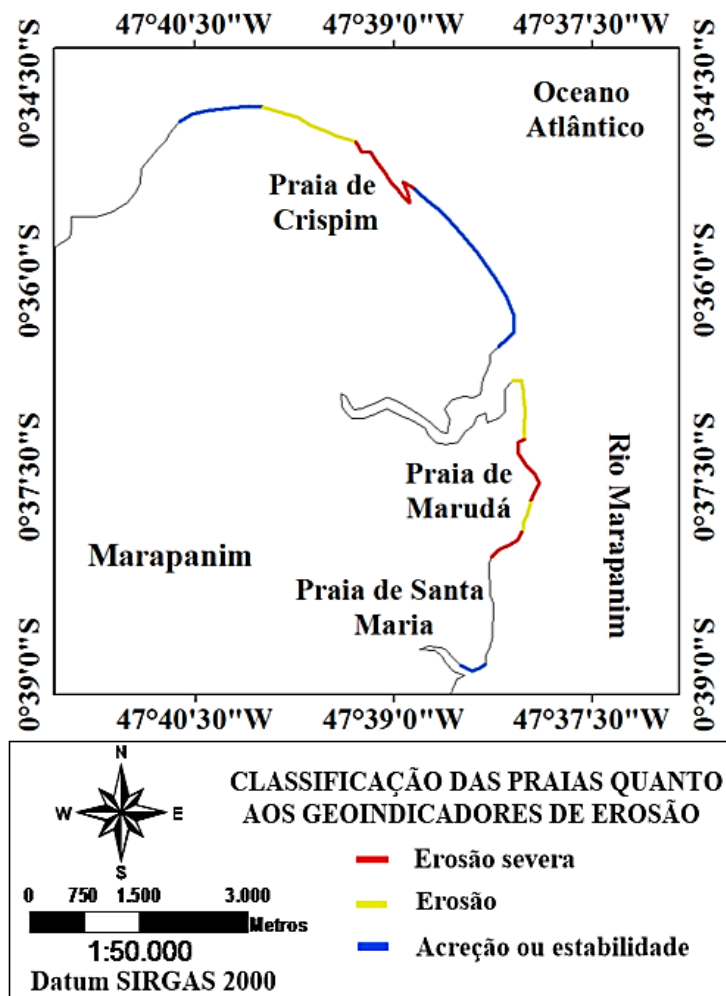 47°40'30"W 47°39'0"W 47°37'30"W
0°34'30"S
0°36'0"S
0°37'30"S
0°39'0"S
Oceano
Atlântico
Praia de
Crispim
Praia de
Marudá
Rio Marapanim
Marapanim
Praia de Santa
Maria
0°34'30"S
0°36'0"S
0°37'30"S
0°39'0"S
47°40'30"W 47°39'0"W 47°37'30"W
N
W E
S
0 750 1.500 3.000
Metros
1:50.000
Datum SIRGAS 2000
CLASSIFICAÇÃO DAS PRAIAS QUANTO
AOS GEOINDICADORES DE EROSÃO
Erosão severa
Erosão
Acreção ou estabilidade